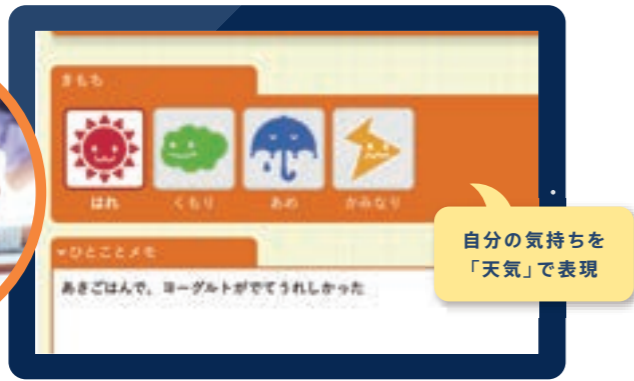 きもち
はれ
くもり
あめ
かみなり
▼ひとことメモ
あさごはんで、ヨーグルトがでてうれしかった
自分の気持ちを
「天気」で表現